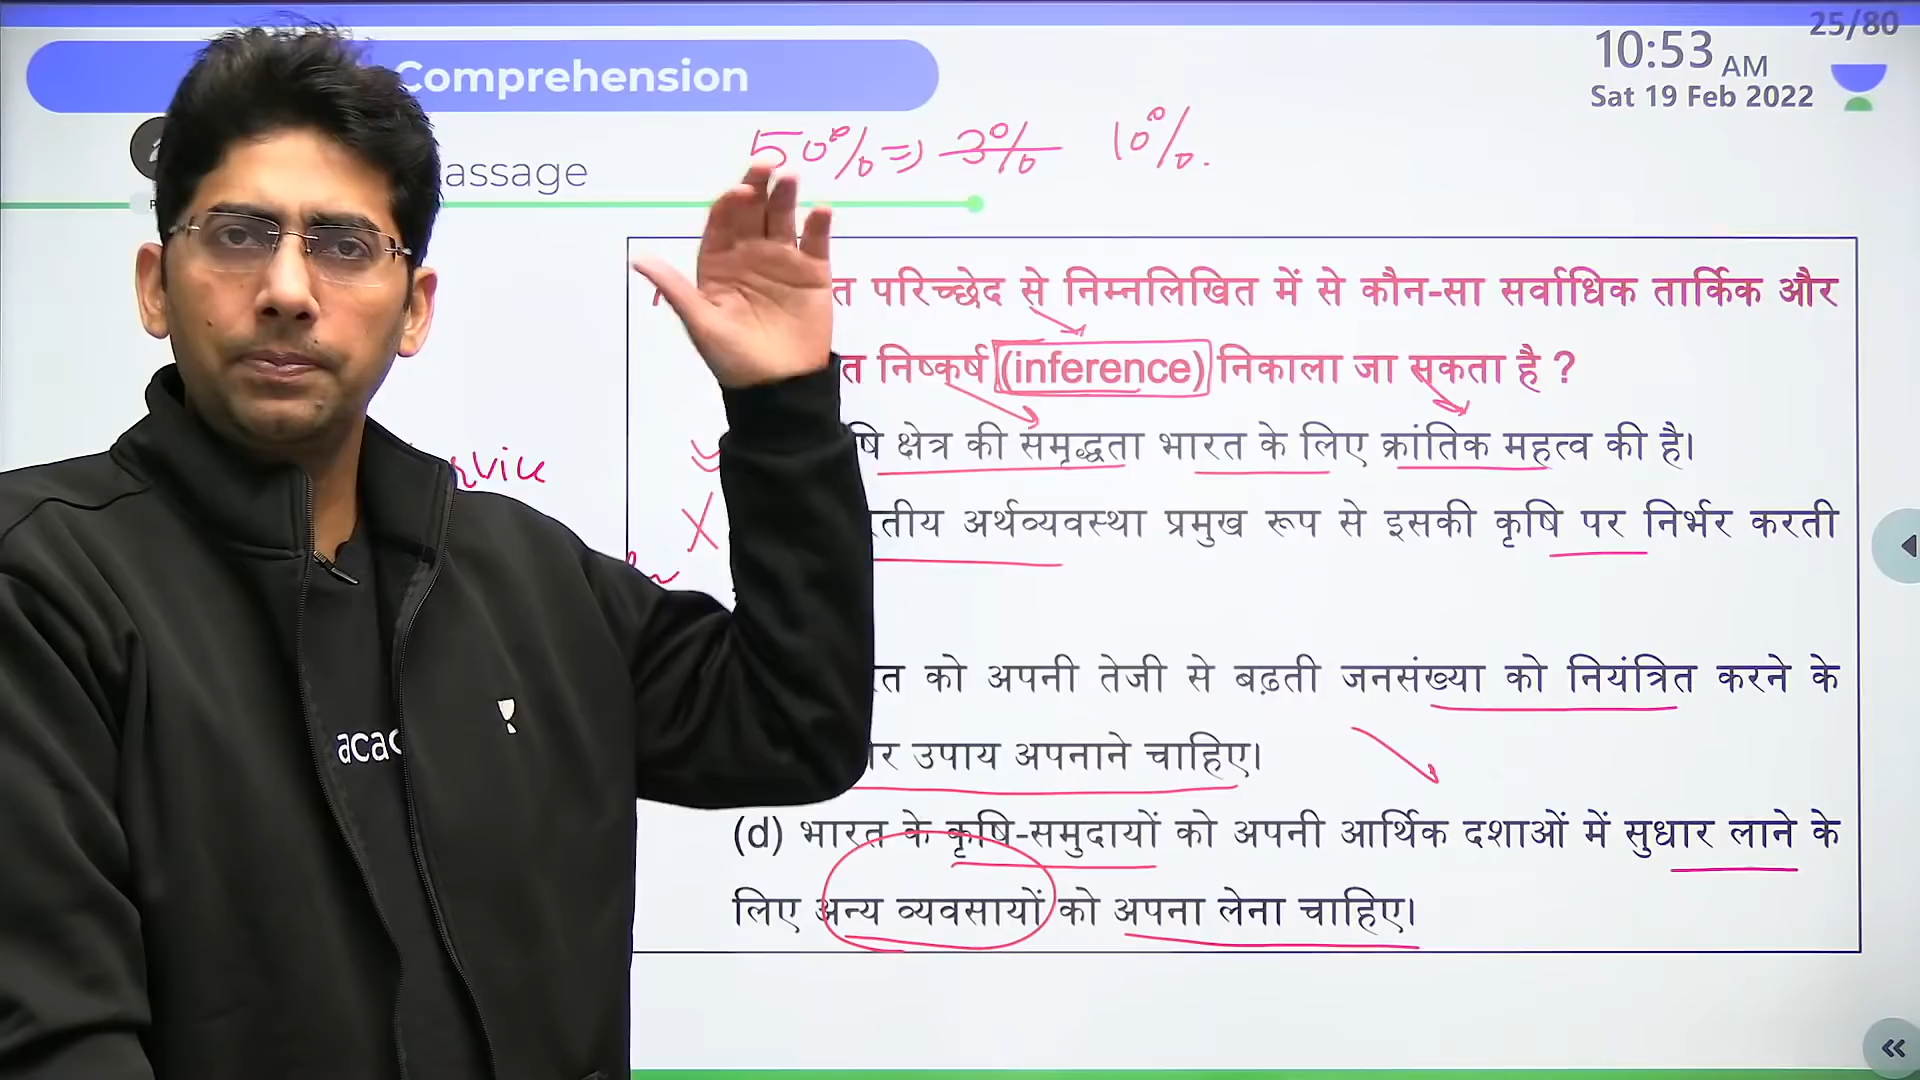 25/80
10:53 AM
Comprehension
Sat 19 Feb 2022
50% => 3% 10%.
assage
त परिच्छेद से निम्नलिखित में से कौन-सा सर्वाधिक तार्किक और
त निष्कर्ष (inference) निकाला जा सकता है ?
षि क्षेत्र की समृद्धता भारत के लिए क्रांतिक महत्व की है।
rvice
तीय अर्थव्यवस्था प्रमुख रूप से इसकी कृषि पर निर्भर करती
त को अपनी तेजी से बढ़ती जनसंख्या को नियंत्रित करने के
र उपाय अपनाने चाहिए।
acac
(d) भारत के कृषि-समुदायों को अपनी आर्थिक दशाओं में सुधार लाने के
लिए अन्य व्यवसायों को अपना लेना चाहिए।